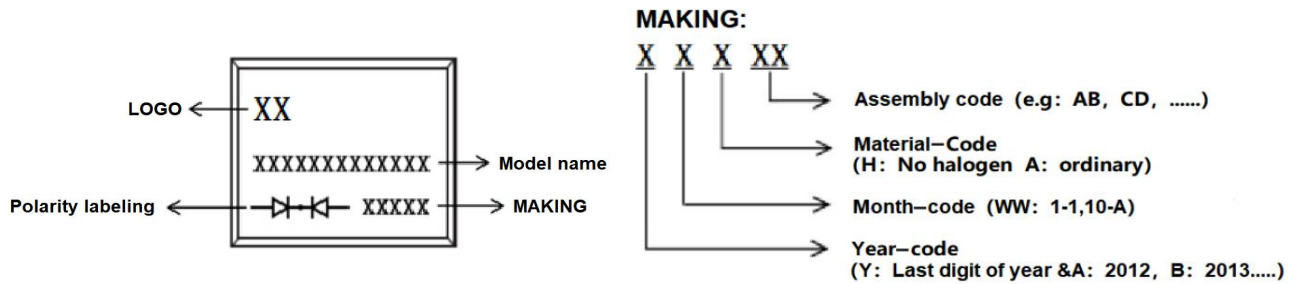 MAKING:
X X X XX
LOGO
XX
Assembly code (e.g: AB, CD, ......)
Material-Code
(H: No halogen A: ordinary)
XXXXXXXXXXXXX
Model name
Polarity labeling
XXXXX
MAKING
Month-code (WW: 1-1,10-A)
Year-code
(Y: Last digit of year &A: 2012, B: 2013.....)